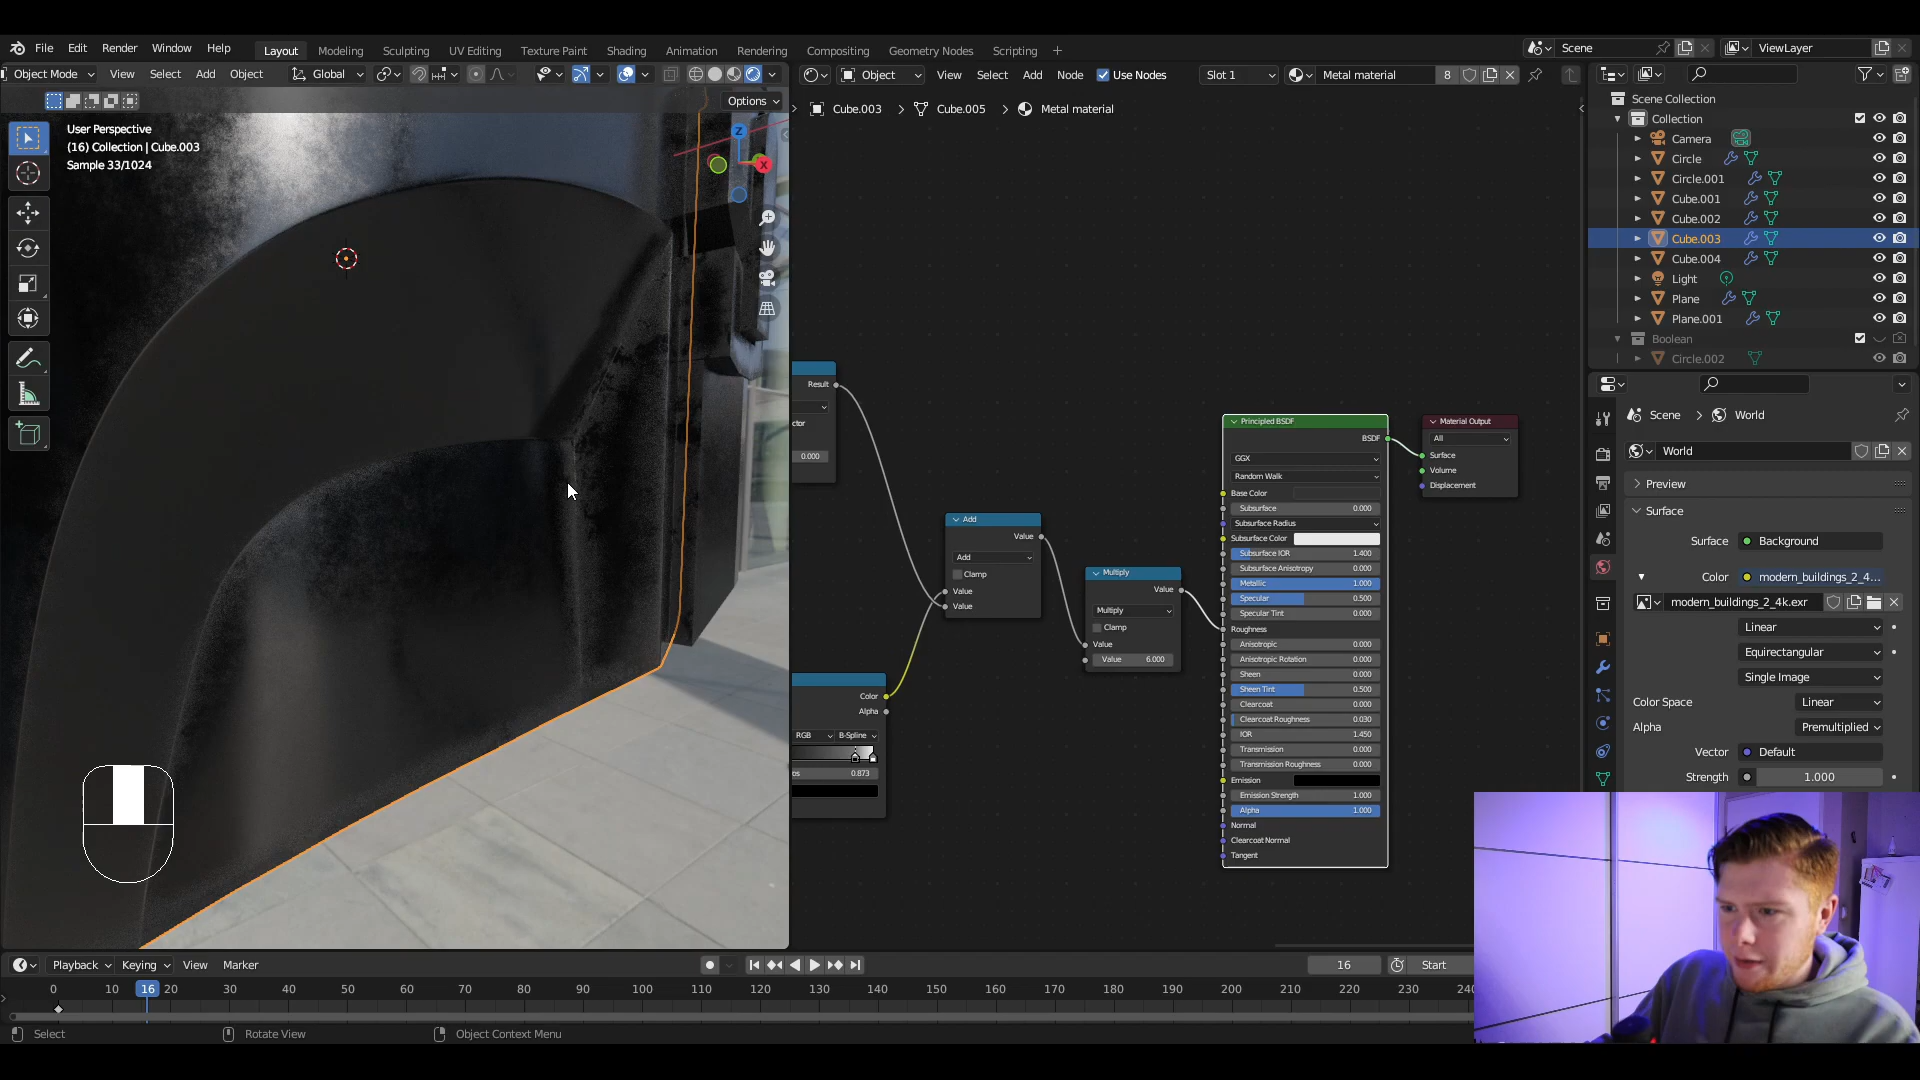 File Edit Render Window Help
Layout Modeling Sculpting UV Editing Texture Paint Shading Animation Rendering Compositing Geometry Nodes Scripting +
Scene
ViewLayer
Object Mode View Select Add Object Global
Object View Select Add Node Use Nodes Slot 1 Metal material 8
Options
Cube.003 > Cube.005 > Metal material
User Perspective
(16) Collection | Cube.003
Sample 33/1024
Z
X
Scene Collection
Collection
Camera
Circle
Circle.001
Cube.001
Cube.002
Cube.003
Cube.004
Light
Plane
Plane.001
Boolean
Circle.002
Result
0.000
Add
Value
Add
Clamp
Value
Value
Multiply
Value
Multiply
Clamp
Value
Value 6.000
Color
Alpha
RGB B-Spline
0.873
Principled BSDF
BSDF
GGX
Random Walk
Base Color
Subsurface 0.000
Subsurface Radius
Subsurface Color
Subsurface IOR 1.400
Subsurface Anisotropy 0.000
Metallic 1.000
Specular 0.500
Specular Tint 0.000
Roughness
Anisotropic 0.000
Anisotropic Rotation 0.000
Sheen 0.000
Sheen Tint 0.500
Clearcoat 0.000
Clearcoat Roughness 0.030
IOR 1.450
Transmission 0.000
Transmission Roughness 0.000
Emission
Emission Strength 1.000
Alpha 1.000
Normal
Clearcoat Normal
Tangent
Material Output
All
Surface
Volume
Displacement
Scene > World
World
Preview
Surface
Surface Background
Color modern_buildings_2_4...
modern_buildings_2_4k.exr
Linear
Equirectangular
Single Image
Color Space Linear
Alpha Premultiplied
Vector Default
Strength 1.000
Playback Keying View Marker
16 Start
0 10 16 20 30 40 50 60 70 80 90 100 110 120 130 140 150 160 170 180 190 200 210 220 230
Select Rotate View Object Context Menu